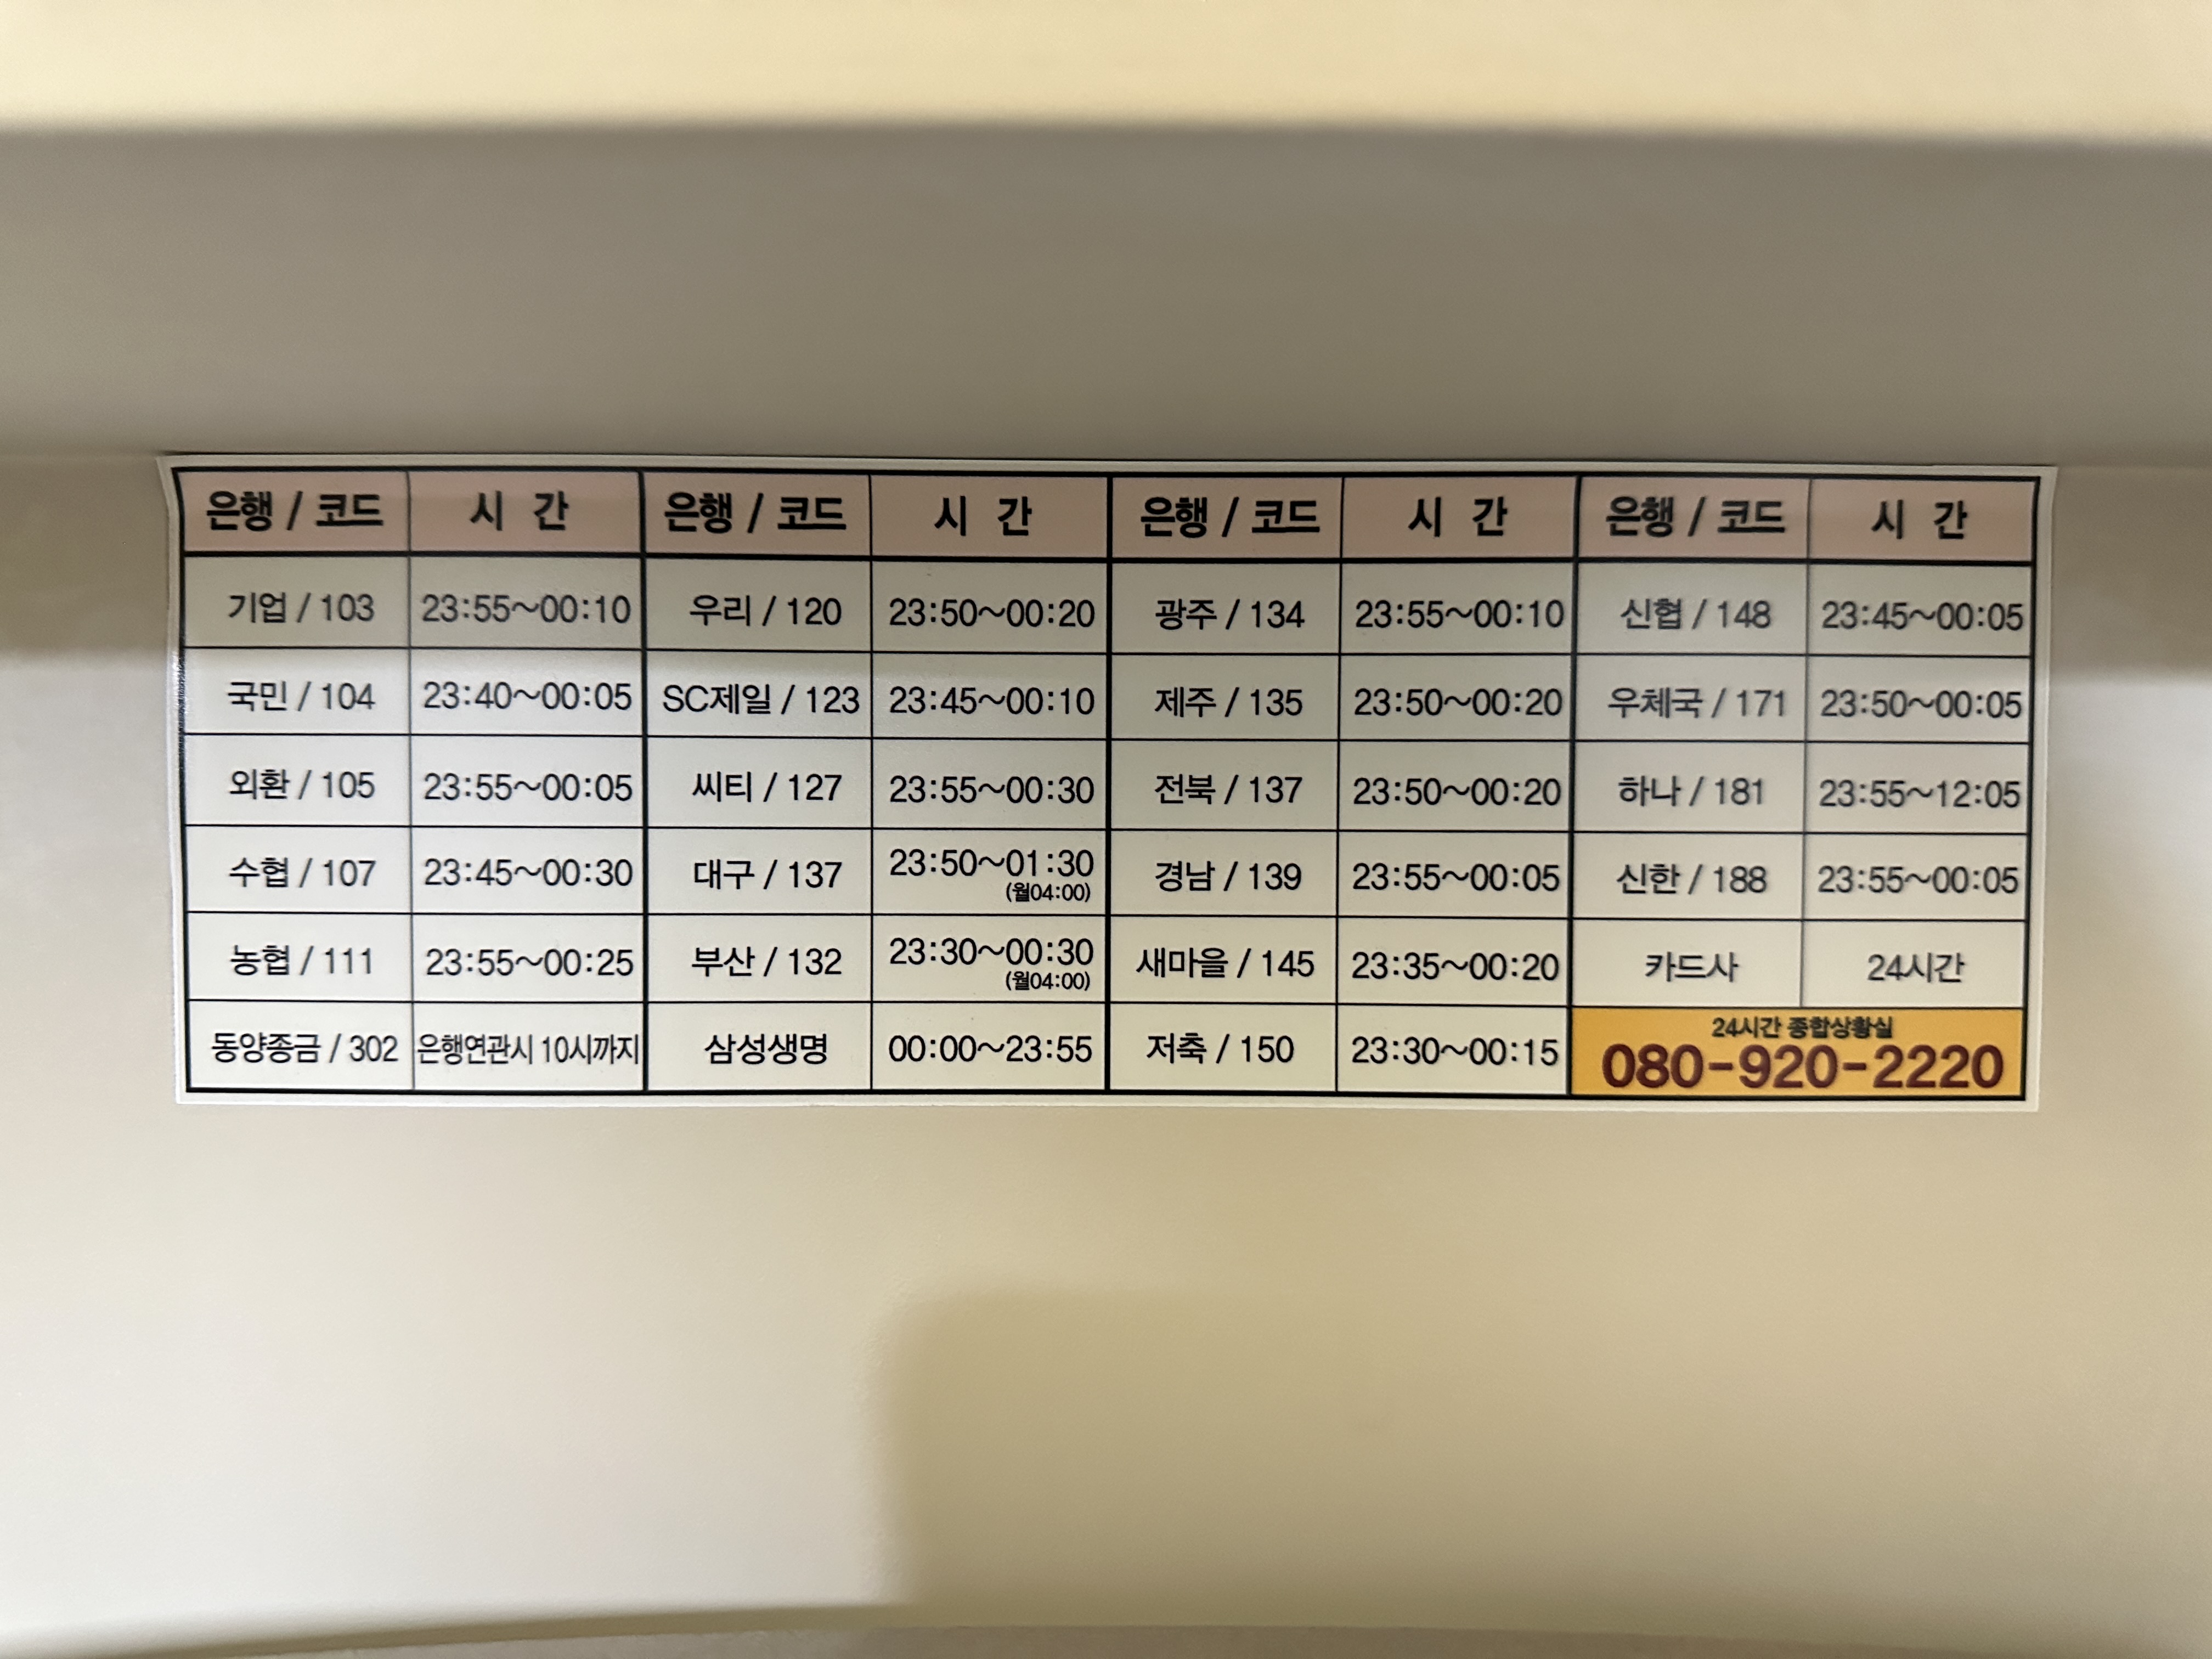 은행 / 코드 시 간 은행 / 코드 시 간 은행 / 코드 시 간 은행 / 코드 시 간
기업 / 103 23:55~00:10 우리 / 120 23:50~00:20 광주 / 134 23:55~00:10 신협 / 148 23:45~00:05
국민 / 104 23:40~00:05 SC제일 / 123 23:45~00:10 제주 / 135 23:50~00:20 우체국 / 171 23:50~00:05
외환 / 105 23:55~00:05 씨티 / 127 23:55~00:30 전북 / 137 23:50~00:20 하나 / 181 23:55~12:05
수협 / 107 23:45~00:30 대구 / 137 23:50~01:30 (월04:00) 경남 / 139 23:55~00:05 신한 / 188 23:55~00:05
농협 / 111 23:55~00:25 부산 / 132 23:30~00:30 (월04:00) 새마을 / 145 23:35~00:20 카드사 24시간
동양종금 / 302 은행연관시 10시까지 삼성생명 00:00~23:55 저축 / 150 23:30~00:15
24시간 종합상황실
080-920-2220